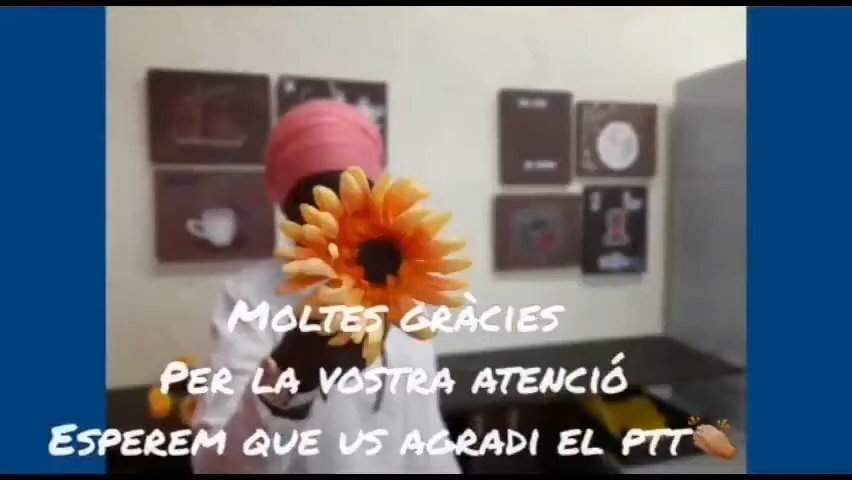 Moltes gràcies
Per la vostra atenció
Esperem que us agradi el ptt👏